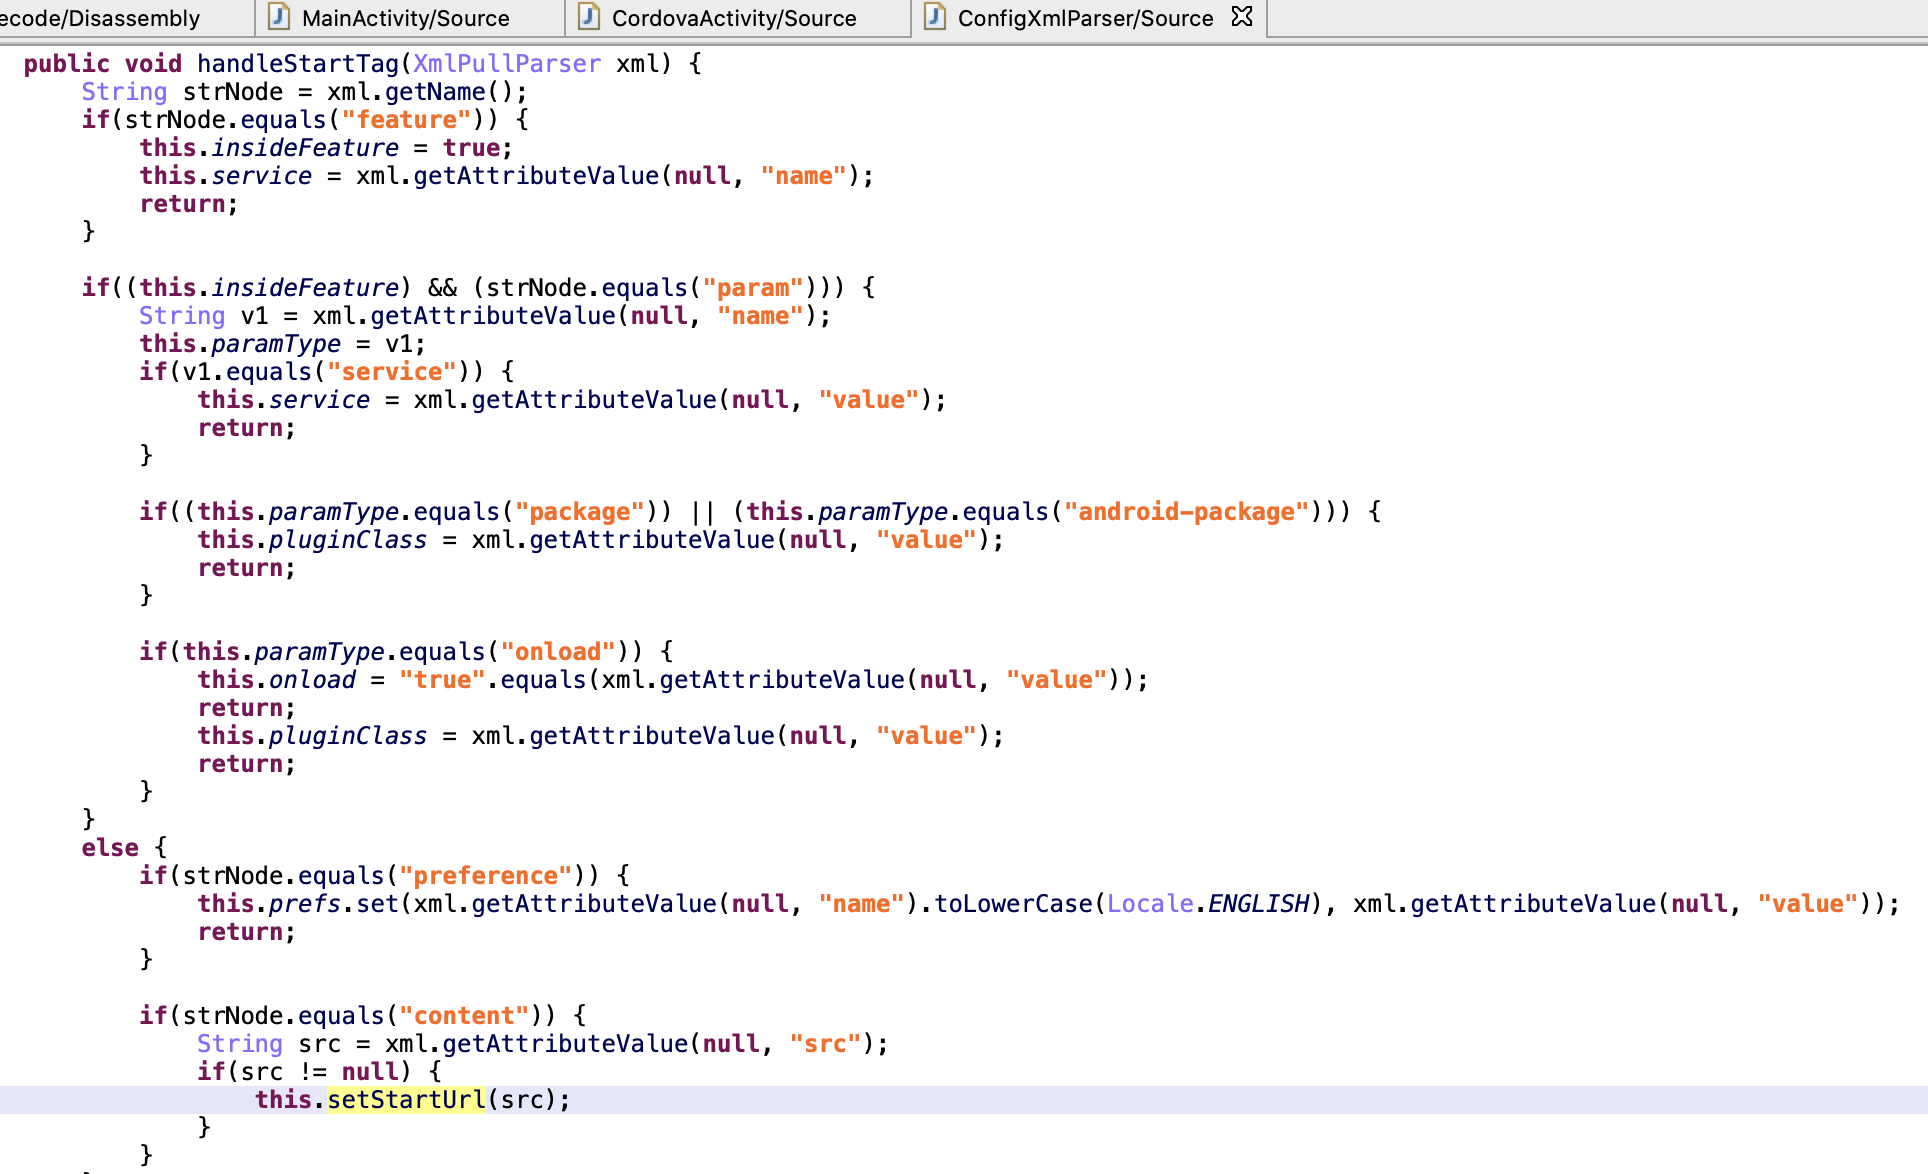 ecode/Disassembly MainActivity/Source CordovaActivity/Source ConfigXmlParser/Source
public void handleStartTag(XmlPullParser xml) {
String strNode = xml.getName();
if(strNode.equals("feature")) {
this.insideFeature = true;
this.service = xml.getAttributeValue(null, "name");
return;
}
if((this.insideFeature) && (strNode.equals("param"))) {
String v1 = xml.getAttributeValue(null, "name");
this.paramType = v1;
if(v1.equals("service")) {
this.service = xml.getAttributeValue(null, "value");
return;
}
if((this.paramType.equals("package")) || (this.paramType.equals("android-package"))) {
this.pluginClass = xml.getAttributeValue(null, "value");
return;
}
if(this.paramType.equals("onload")) {
this.onload = "true".equals(xml.getAttributeValue(null, "value"));
return;
this.pluginClass = xml.getAttributeValue(null, "value");
return;
}
}
else {
if(strNode.equals("preference")) {
this.prefs.set(xml.getAttributeValue(null, "name").toLowerCase(Locale.ENGLISH), xml.getAttributeValue(null, "value"));
return;
}
if(strNode.equals("content")) {
String src = xml.getAttributeValue(null, "src");
if(src != null) {
this.setStartUrl(src);
}
}